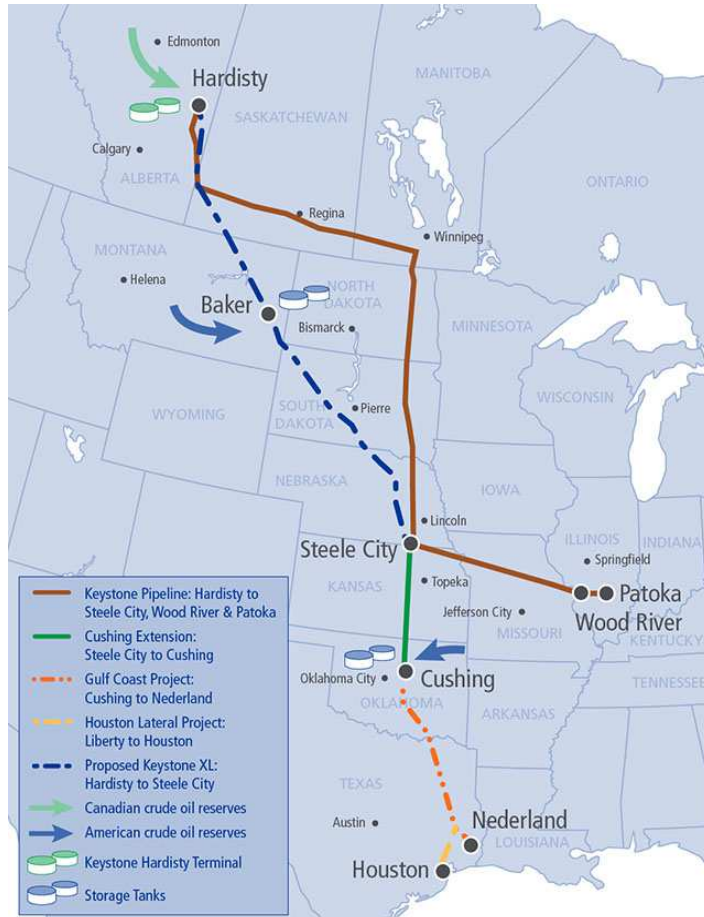 Edmonton
Hardisty
MANITOBA
SASKATCHEWAN
Calgary
ALBERTA
ONTARIO
Regina
Winnipeg
MONTANA
Helena
NORTH
DAKOTA
Baker
Bismarck
MINNESOTA
WISCONSIN
WYOMING
SOUTH
DAKOTA
Pierre
NEBRASKA
IOWA
Lincoln
Steele City
ILLINOIS
INDIANA
Springfield
KANSAS
Topeka
Patoka
Jefferson City
Wood River
MISSOURI
KENTUCKY
Oklahoma City
Cushing
TENNESSEE
OKLAHOMA
ARKANSAS
TEXAS
Austin
Nederland
LOUISIANA
Houston
Keystone Pipeline: Hardisty to
Steele City, Wood River & Patoka
Cushing Extension:
Steele City to Cushing
Gulf Coast Project:
Cushing to Nederland
Houston Lateral Project:
Liberty to Houston
Proposed Keystone XL:
Hardisty to Steele City
Canadian crude oil reserves
American crude oil reserves
Keystone Hardisty Terminal
Storage Tanks